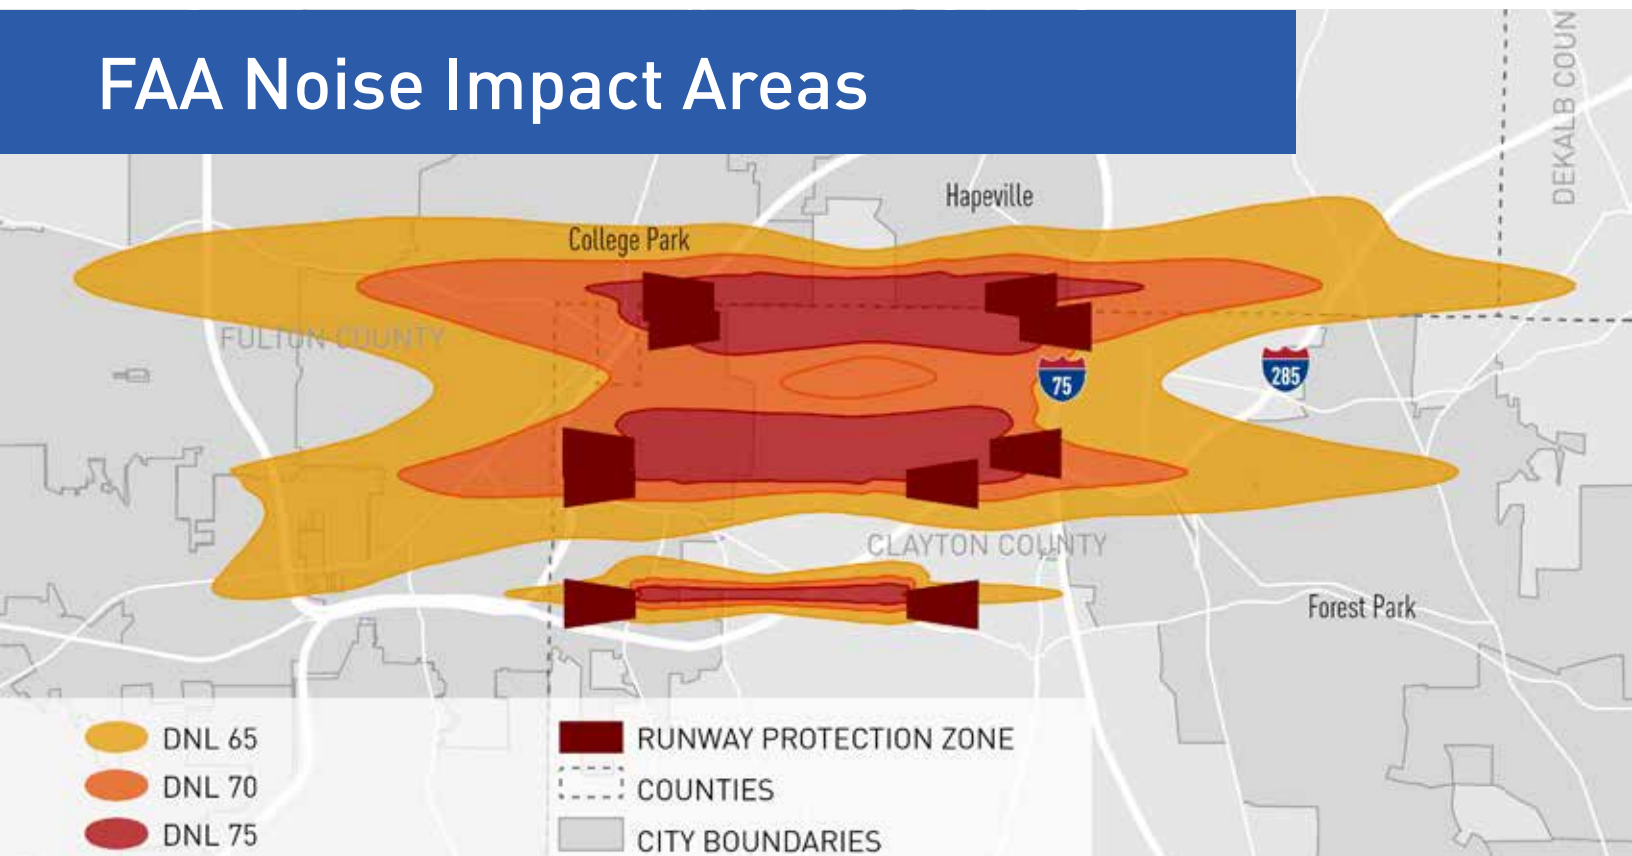 FAA Noise Impact Areas
DEKALB COUN
Hapeville
College Park
FULTON COUNTY
75
285
CLAYTON COUNTY
Forest Park
DNL 65
DNL 70
DNL 75
RUNWAY PROTECTION ZONE
COUNTIES
CITY BOUNDARIES